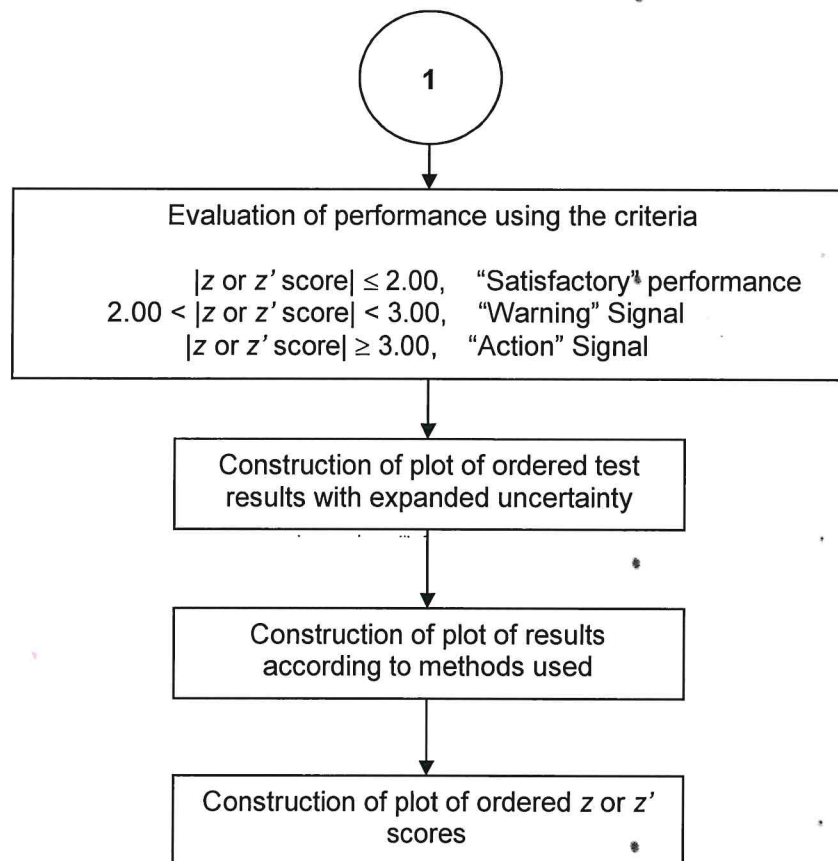 1
Evaluation of performance using the criteria
|z or z' score| ≤ 2.00, “Satisfactory” performance
2.00 < |z or z' score| < 3.00, “Warning” Signal
|z or z' score| ≥ 3.00, “Action” Signal
Construction of plot of ordered test
results with expanded uncertainty
Construction of plot of results
according to methods used
Construction of plot of ordered z or z'
scores